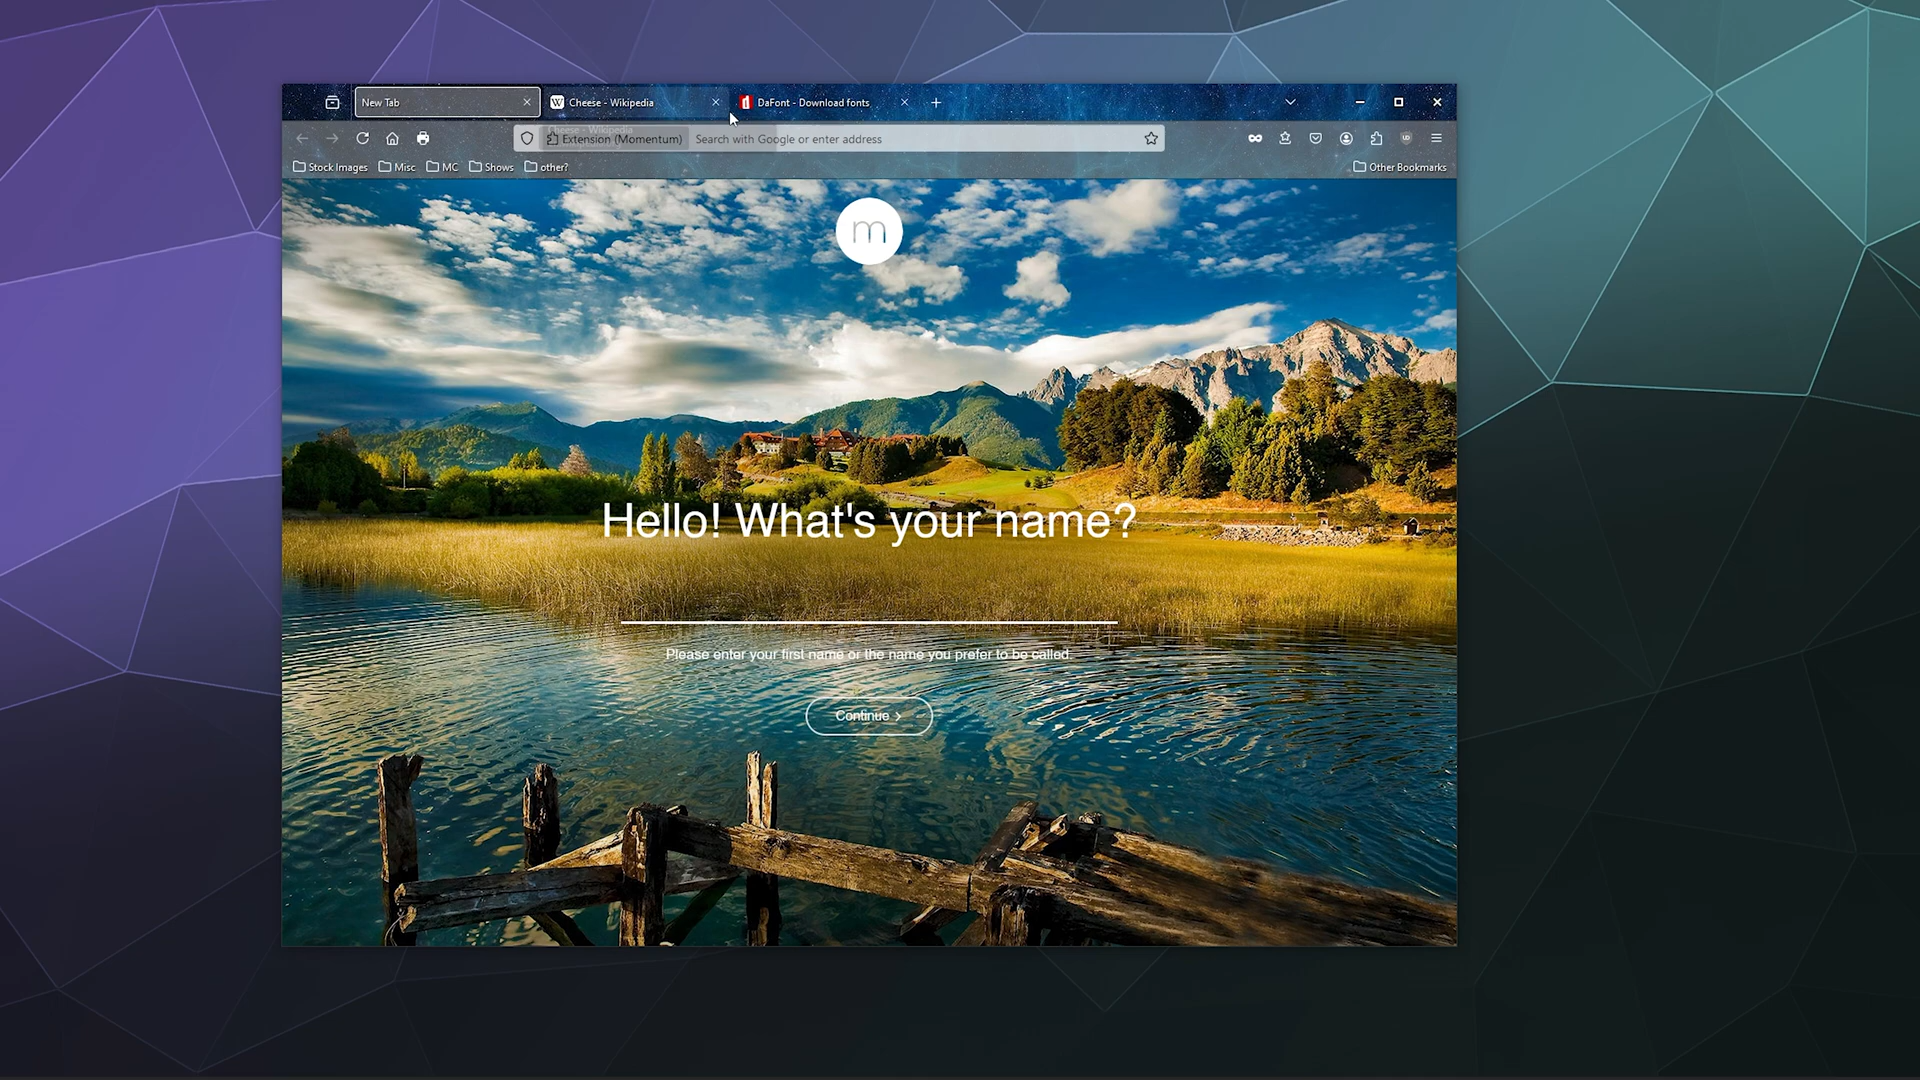 New Tab
Cheese - Wikipedia
DaFont - Download fonts
Cheese - Wikipedia
Extension (Momentum)
Search with Google or enter address
Stock Images
Misc
MC
Shows
other?
Other Bookmarks
m
Hello! What's your name?
Please enter your first name or the name you prefer to be called.
Continue